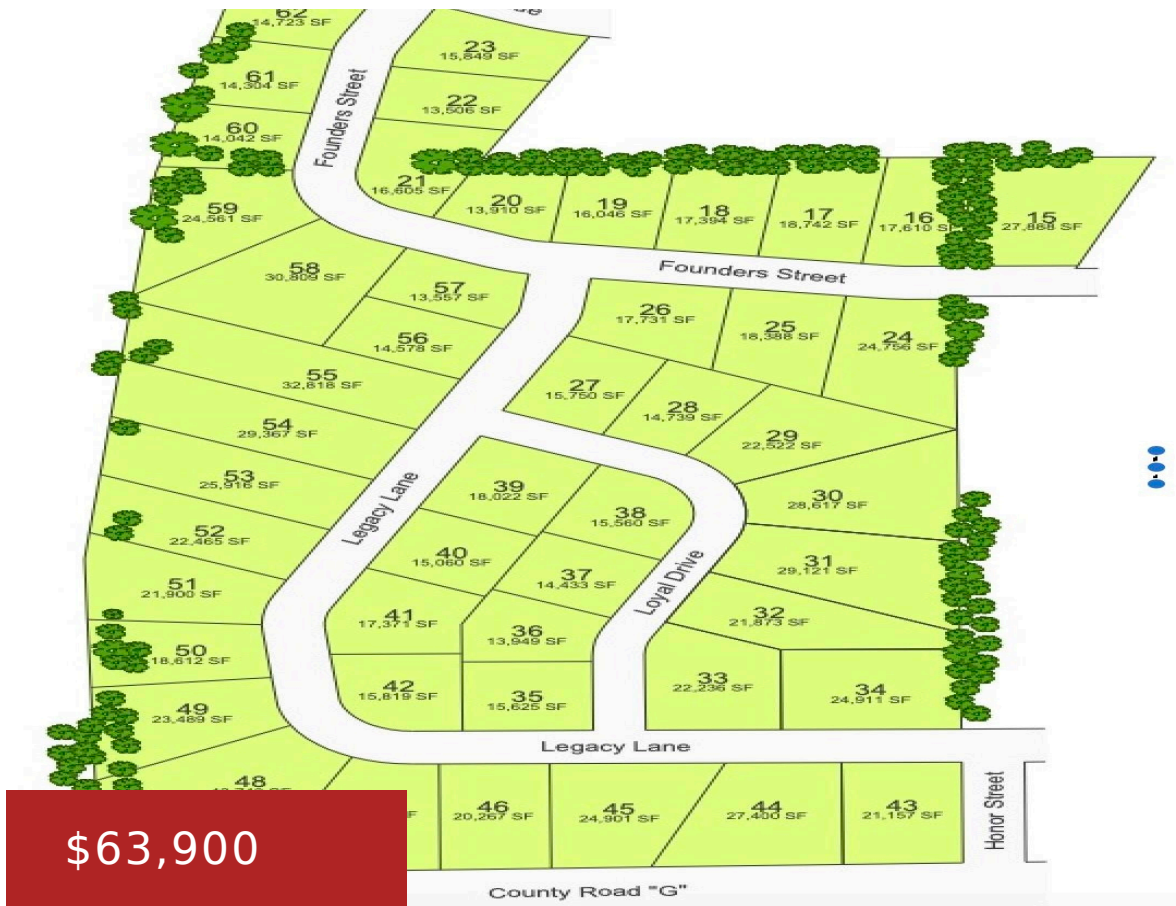 62
14,723 SF
23
15,849 SF
61
14,304 SF
22
13,506 SF
60
14,042 SF
Founders Street
21
16,605 SF
20
13,910 SF
19
16,046 SF
18
17,394 SF
17
18,742 SF
16
17,610 SF
15
27,888 SF
59
24,561 SF
58
30,809 SF
57
13,557 SF
Founders Street
26
17,731 SF
25
18,388 SF
24
24,756 SF
56
14,578 SF
55
32,818 SF
27
15,750 SF
28
14,739 SF
54
29,367 SF
29
22,522 SF
53
25,916 SF
39
18,022 SF
30
28,617 SF
Legacy Lane
38
15,560 SF
52
22,465 SF
40
15,060 SF
31
29,121 SF
37
14,433 SF
Loyal Drive
51
21,900 SF
41
17,371 SF
32
21,873 SF
36
13,949 SF
50
18,612 SF
42
15,819 SF
35
15,625 SF
33
22,236 SF
34
24,911 SF
49
23,489 SF
Legacy Lane
48
46
20,267 SF
45
24,901 SF
44
27,400 SF
43
21,157 SF
Honor Street
$63,900
County Road "G"